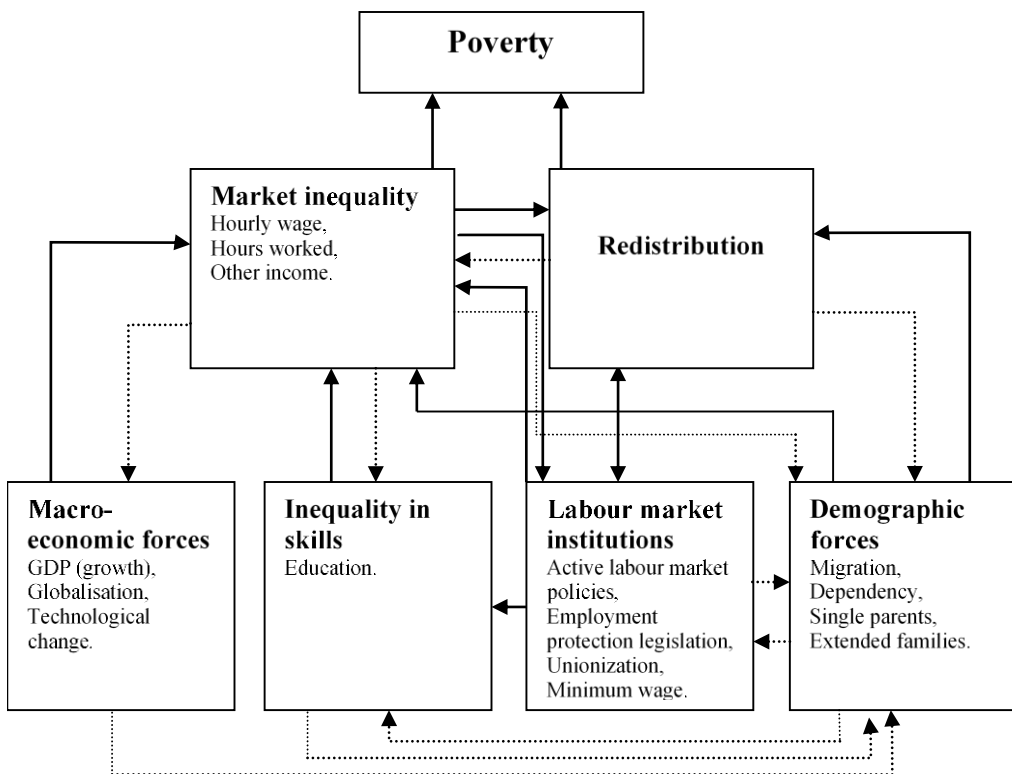 Poverty
Market inequality
Hourly wage,
Hours worked,
Other income.
Redistribution
Macro-
economic forces
GDP (growth),
Globalisation,
Technological
change.
Inequality in
skills
Education.
Labour market
institutions
Active labour market
policies,
Employment
protection legislation,
Unionization,
Minimum wage.
Demographic
forces
Migration,
Dependency,
Single parents,
Extended families.